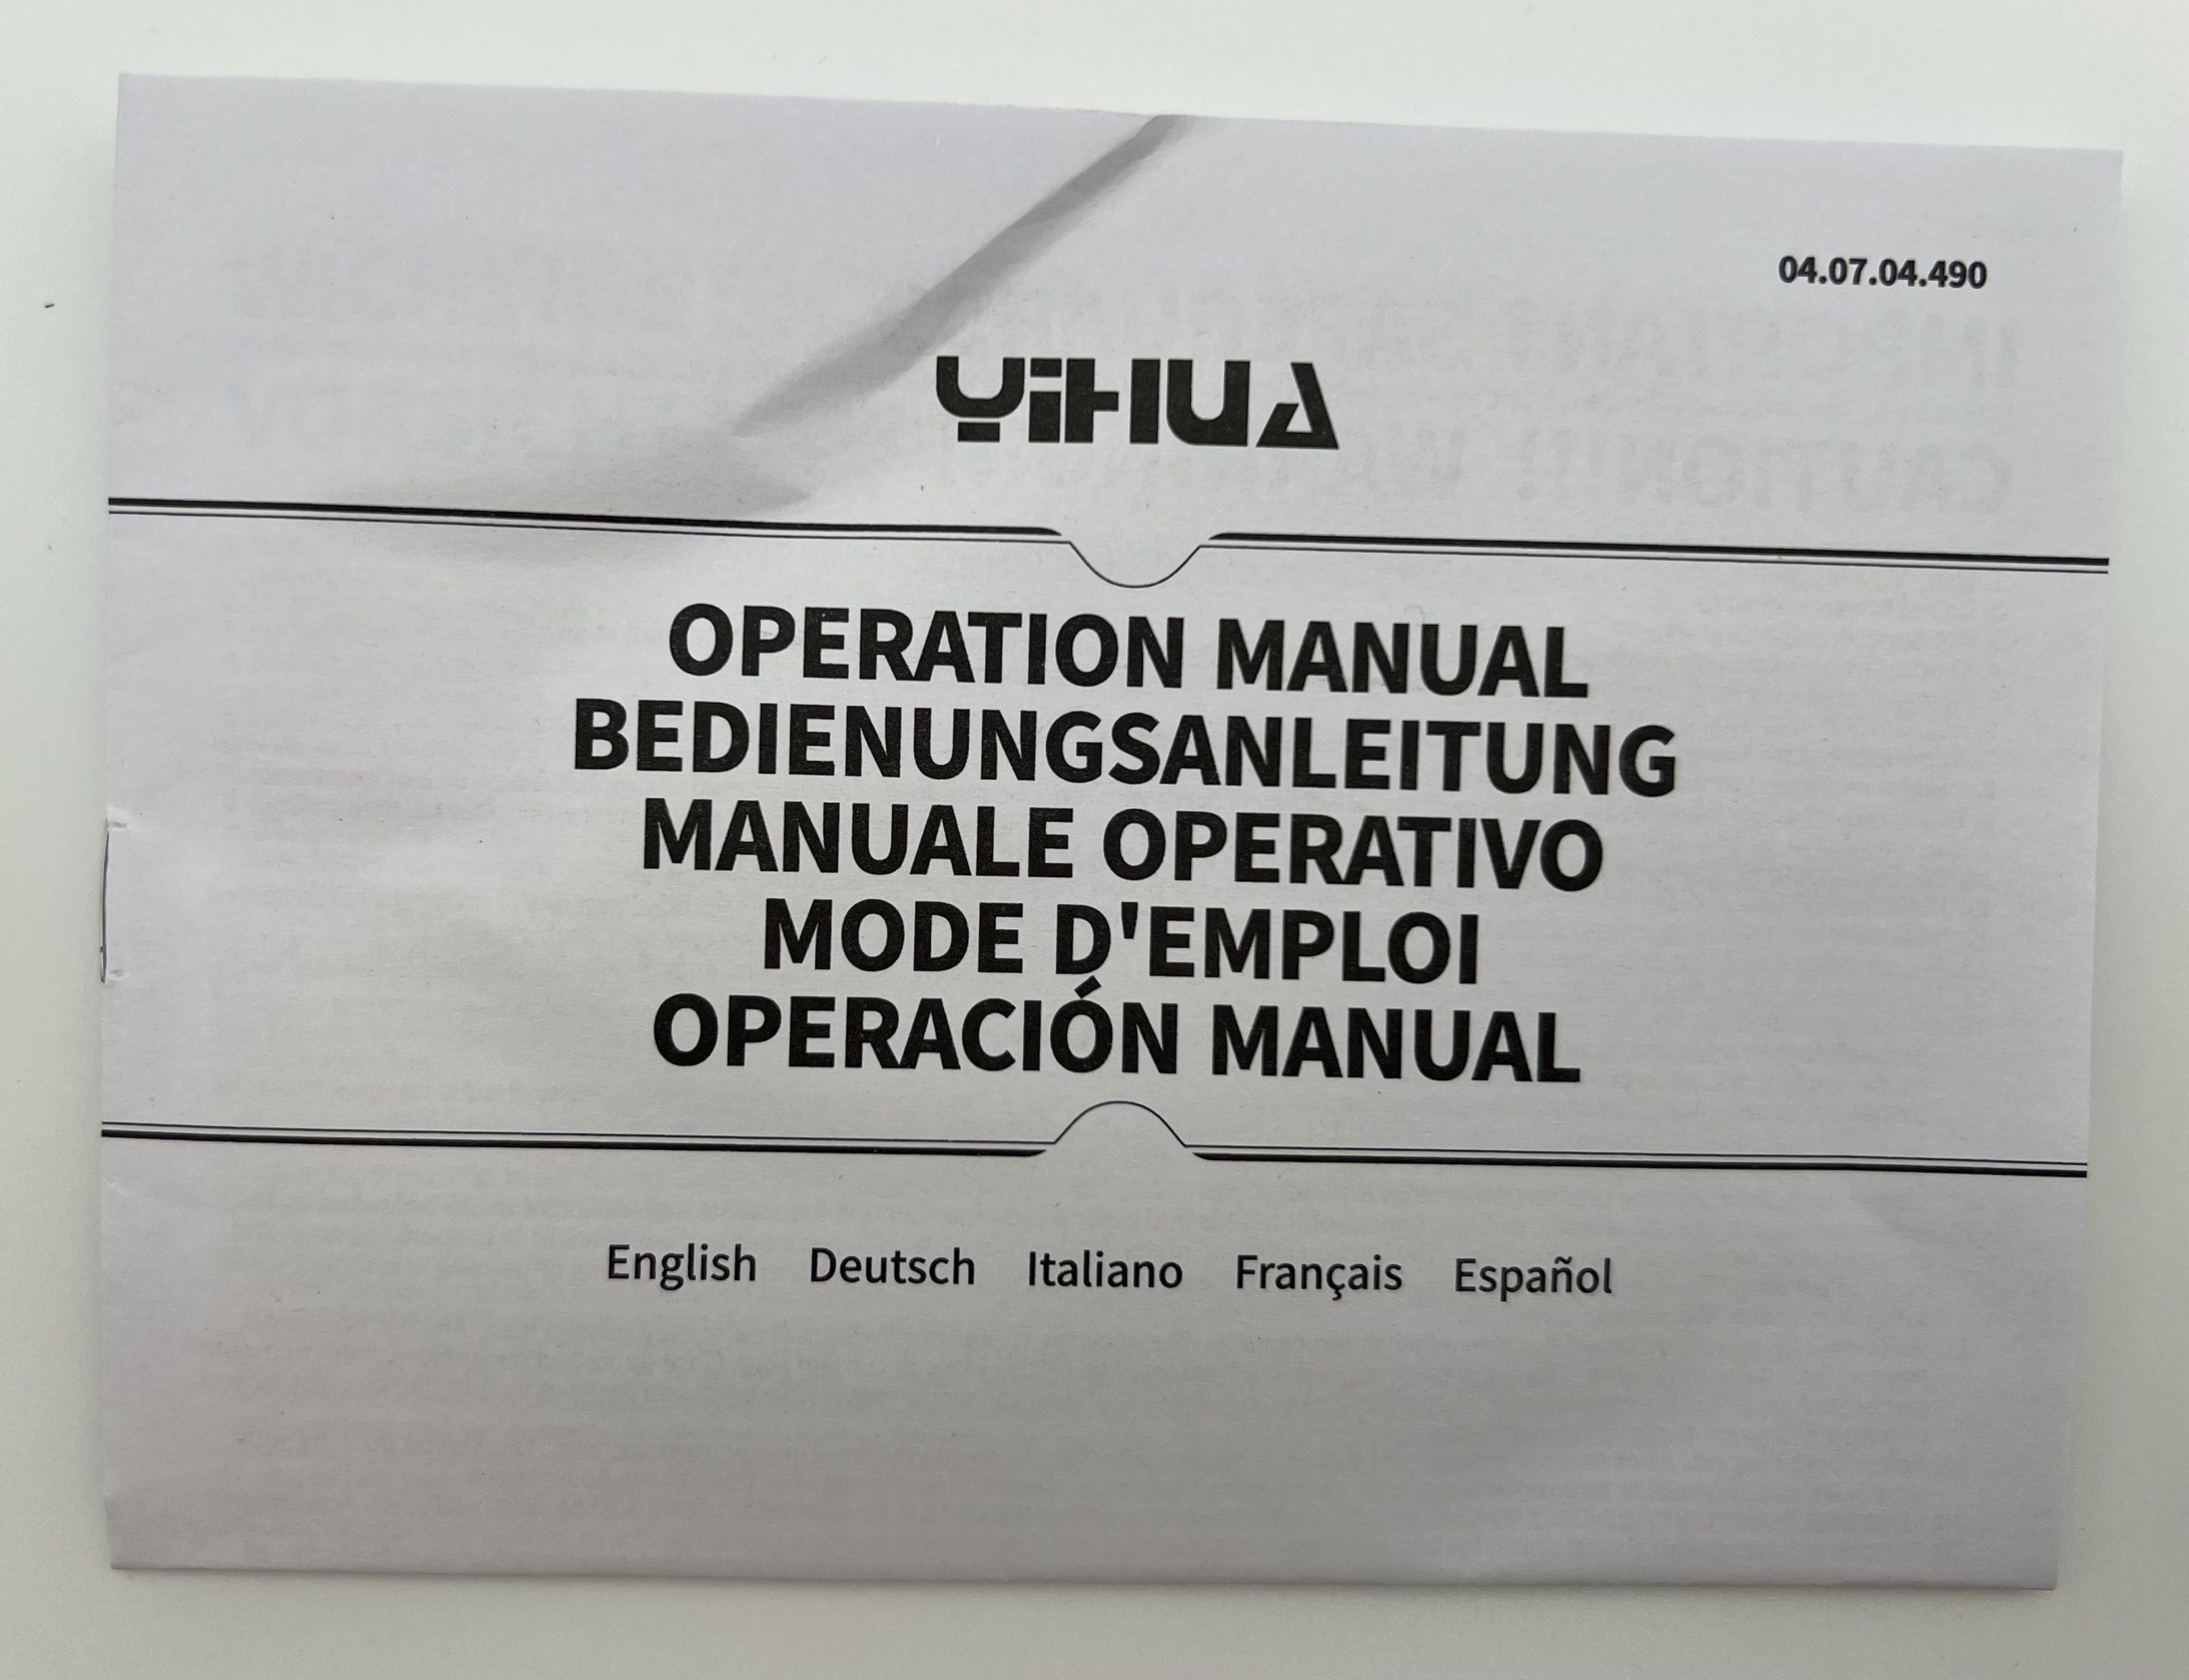 04.07.04.490
YIHUA
OPERATION MANUAL
BEDIENUNGSANLEITUNG
MANUALE OPERATIVO
MODE D'EMPLOI
OPERACIÓN MANUAL
English Deutsch Italiano Français Español